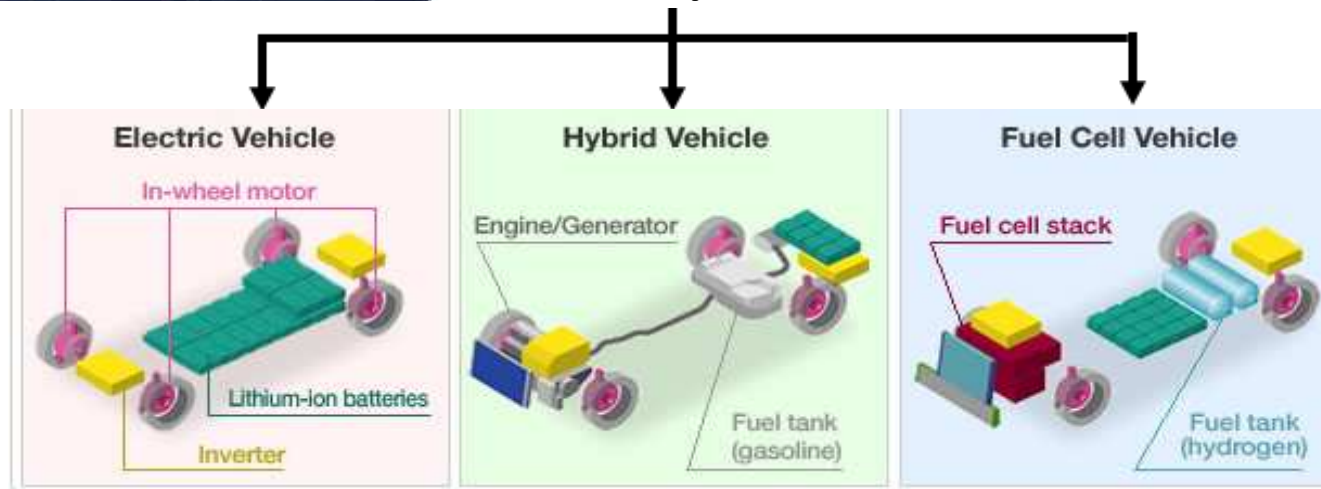 Electric Vehicle
In-wheel motor
Lithium-ion batteries
Inverter
Hybrid Vehicle
Engine/Generator
Fuel tank
(gasoline)
Fuel Cell Vehicle
Fuel cell stack
Fuel tank
(hydrogen)